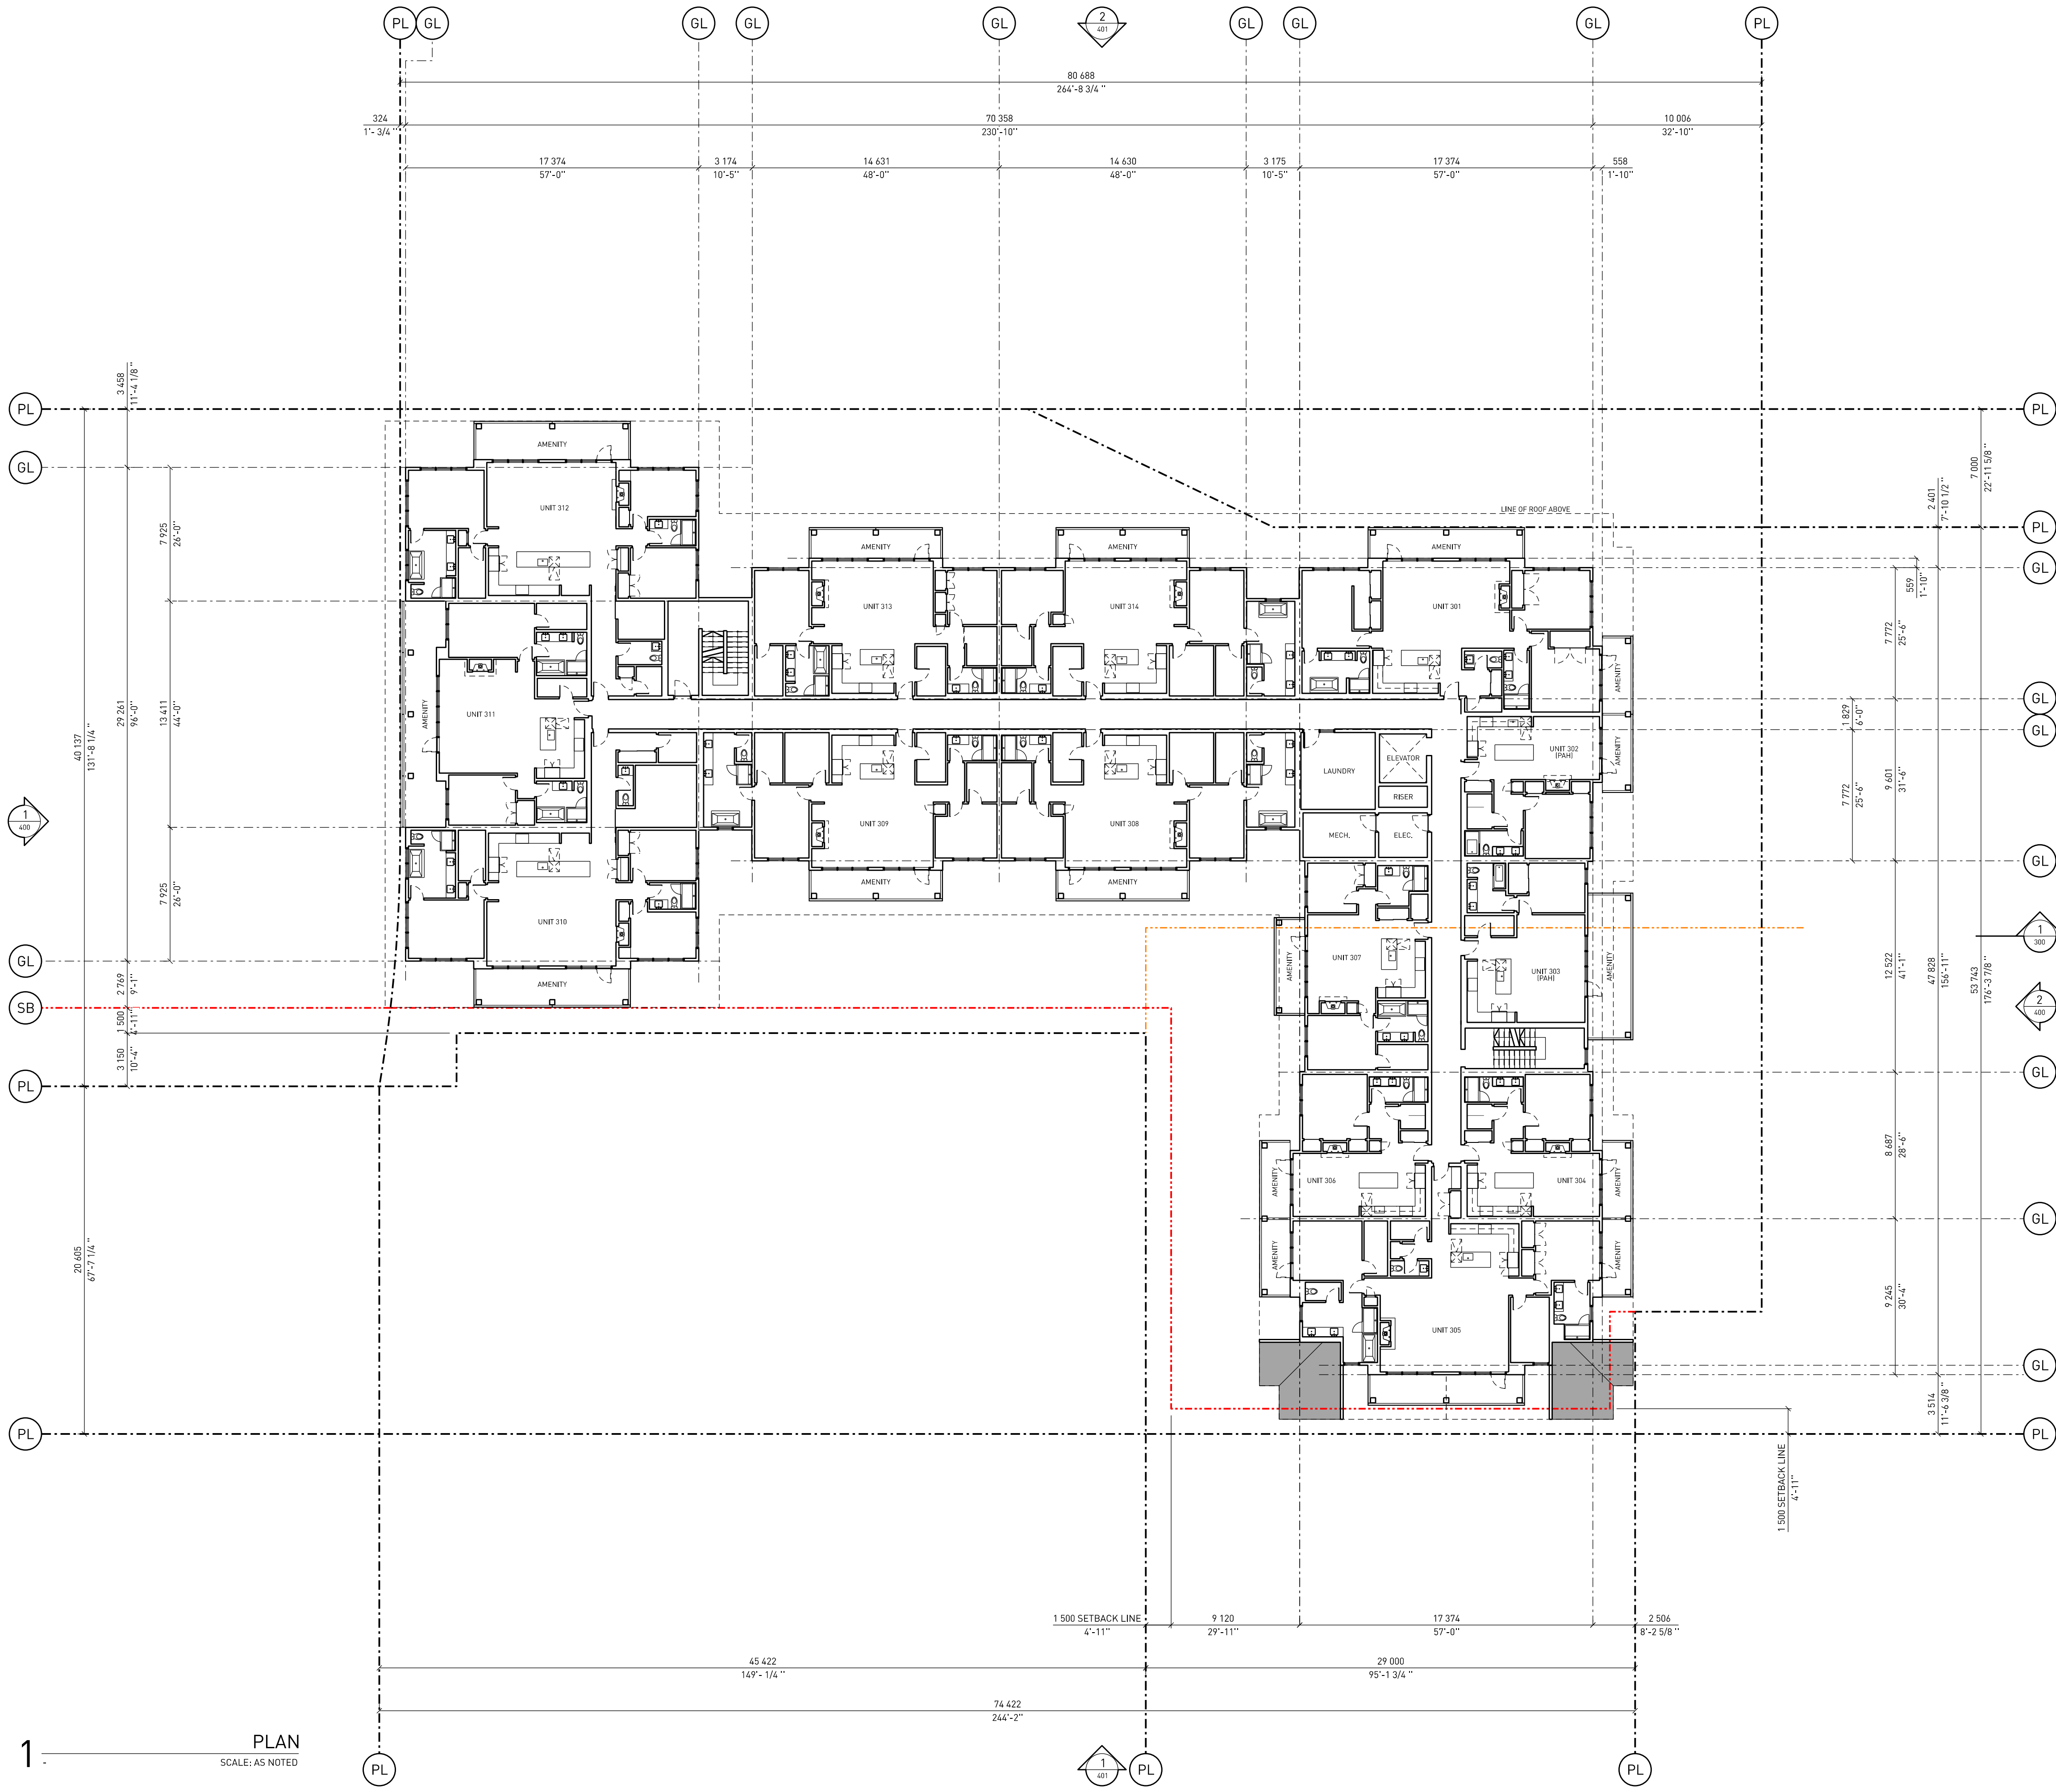 PL
GL
GL
GL
GL
GL
GL
GL
PL
2
401
80 688
264'-8 3/4 "
324
1'- 3/4 "
70 358
230'-10"
10 006
32'-10"
17 374
57'-0"
3 174
10'-5"
14 631
48'-0"
14 630
48'-0"
3 175
10'-5"
17 374
57'-0"
558
1'-10"
3 458
11'-4 1/8 "
PL
PL
GL
AMENITY
UNIT 312
7 925
26'-0"
7 000
22'-11 5/8 "
2 401
7'-10 1/2 "
LINE OF ROOF ABOVE
PL
AMENITY
AMENITY
AMENITY
GL
559
1'-10"
UNIT 313
UNIT 314
UNIT 301
7 772
25'-6"
AMENITY
29 261
96'-0"
13 411
44'-0"
AMENITY
UNIT 311
GL
1 829
6'-0"
GL
40 137
131'-8 1/4 "
UNIT 302
(PAH)
AMENITY
ELEVATOR
LAUNDRY
RISER
9 601
31'-6"
7 772
25'-6"
1
400
UNIT 309
UNIT 308
MECH.
ELEC.
GL
AMENITY
AMENITY
7 925
26'-0"
UNIT 310
1
300
UNIT 307
AMENITY
UNIT 303
(PAH)
AMENITY
12 522
41'-1"
47 828
156'-11"
53 743
176'-3 7/8 "
GL
2 769
9'-1"
AMENITY
SB
2
400
1 500
4'-11"
3 150
10'-4"
PL
GL
8 687
28'-6"
AMENITY
UNIT 306
UNIT 304
AMENITY
GL
20 605
67'-7 1/4 "
AMENITY
AMENITY
9 245
30'-4"
UNIT 305
GL
3 514
11'-6 3/8 "
PL
PL
1 500 SETBACK LINE
4'-11"
1 500 SETBACK LINE
4'-11"
9 120
29'-11"
17 374
57'-0"
2 506
8'-2 5/8 "
45 422
149'- 1/4 "
29 000
95'-1 3/4 "
74 422
244'-2"
1
-
PLAN
SCALE: AS NOTED
PL
1
401
PL
PL